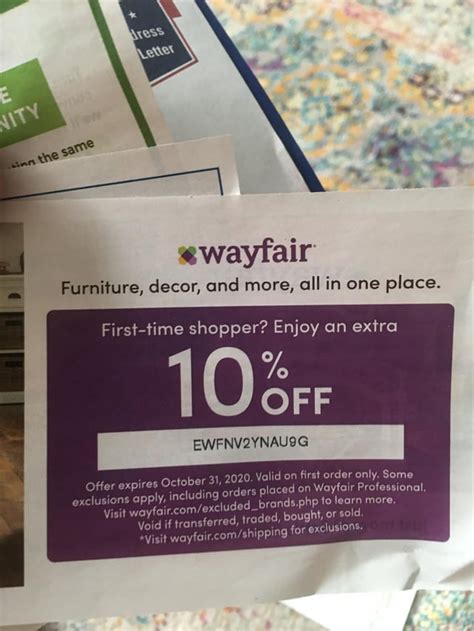 dress
Letter
E
NITY
the same
wayfair
Furniture, decor, and more, all in one place.
First-time shopper? Enjoy an extra
10% OFF
EWFNV2YNAU9G
Offer expires October 31, 2020. Valid on first order only. Some
exclusions apply, including orders placed on Wayfair Professional.
Visit wayfair.com/excluded_brands.php to learn more.
Void if transferred, traded, bought, or sold.
*Visit wayfair.com/shipping for exclusions.